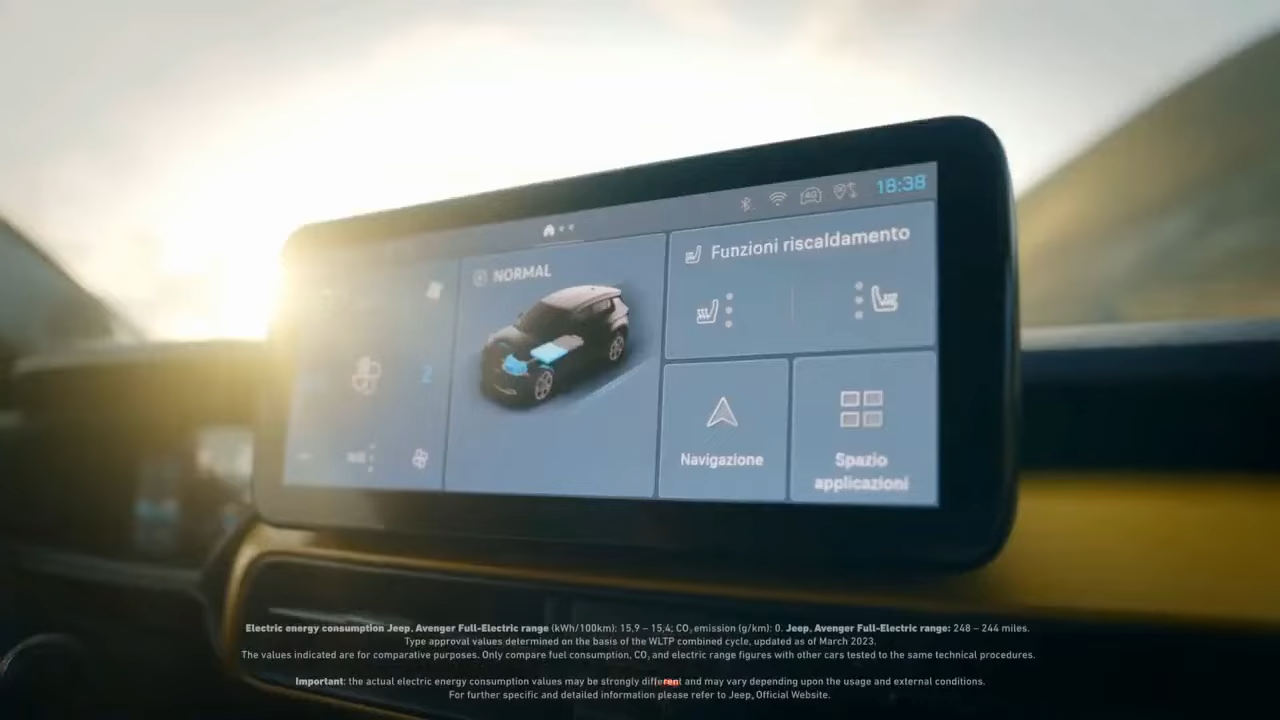 18:38
NORMAL
Funzioni riscaldamento
2
Navigazione
Spazio
applicazioni
Electric energy consumption Jeep® Avenger Full-Electric range (kWh/100km): 15,9 – 15,4; CO₂ emission (g/km): 0. Jeep® Avenger Full-Electric range: 248 – 244 miles.
Type approval values determined on the basis of the WLTP combined cycle, updated as of March 2023.
The values indicated are for comparative purposes. Only compare fuel consumption, CO₂ and electric range figures with other cars tested to the same technical procedures.
Important: the actual electric energy consumption values may be strongly different and may vary depending upon the usage and external conditions.
For further specific and detailed information please refer to Jeep® Official Website.